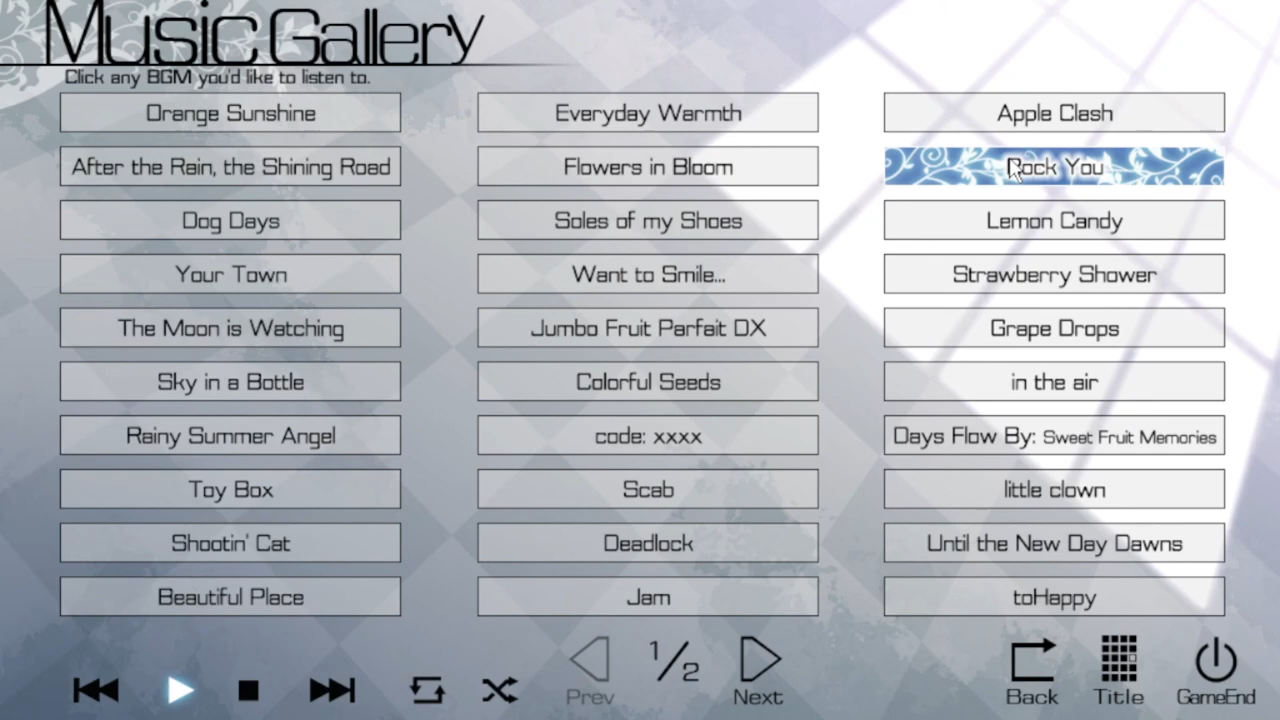 Music Gallery
Click any BGM you'd like to listen to.
Orange Sunshine
Everyday Warmth
Apple Clash
After the Rain, the Shining Road
Flowers in Bloom
Rock You
Dog Days
Soles of my Shoes
Lemon Candy
Your Town
Want to Smile...
Strawberry Shower
The Moon is Watching
Jumbo Fruit Parfait DX
Grape Drops
Sky in a Bottle
Colorful Seeds
in the air
Rainy Summer Angel
code: xxxx
Days Flow By: Sweet Fruit Memories
Toy Box
Scab
little clown
Shootin' Cat
Deadlock
Until the New Day Dawns
Beautiful Place
Jam
toHappy
1/2
Prev
Next
Back
Title
GameEnd